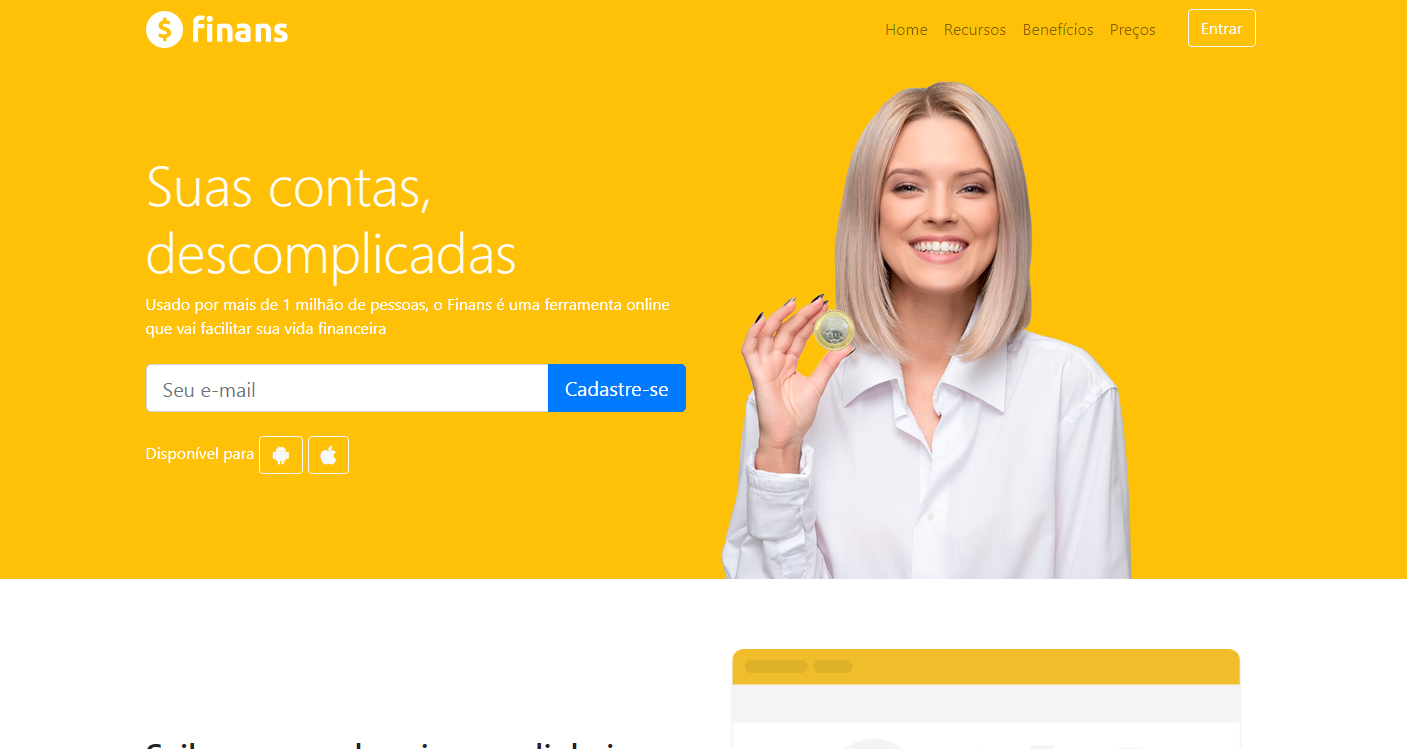 finans
Home Recursos Benefícios Preços Entrar
Suas contas,
descomplicadas
Usado por mais de 1 milhão de pessoas, o Finans é uma ferramenta online
que vai facilitar sua vida financeira
Seu e-mail Cadastre-se
Disponível para